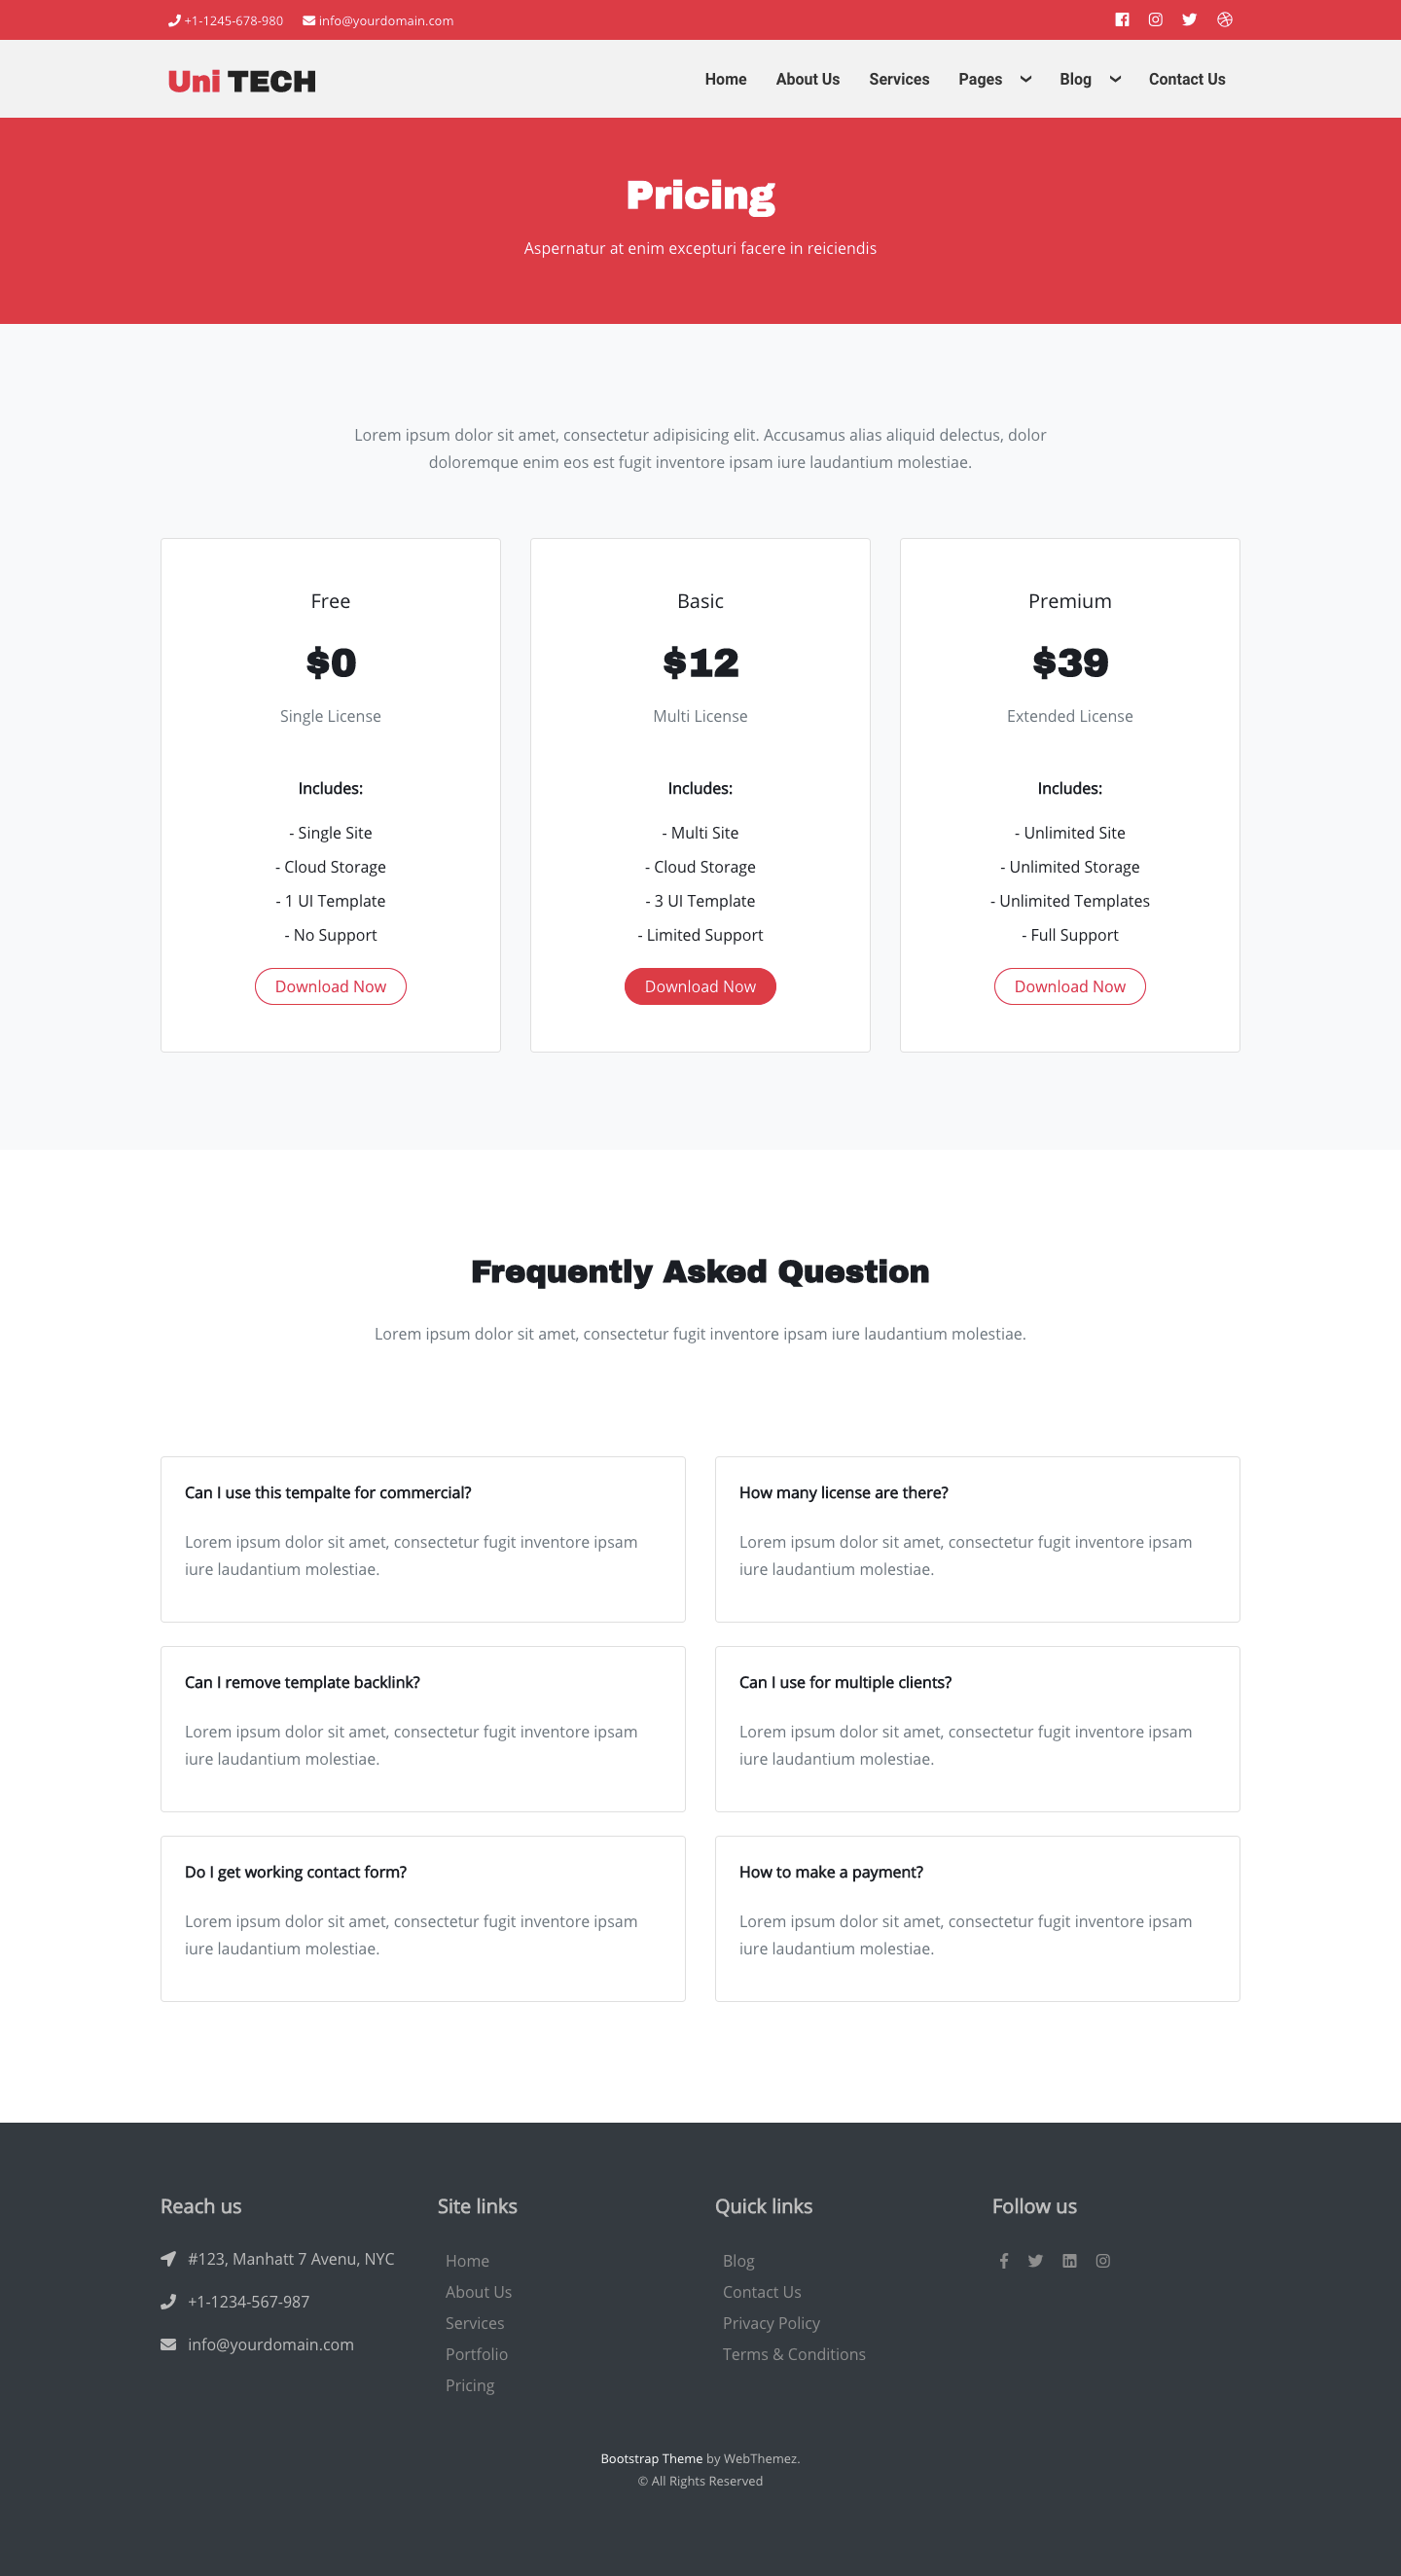 +1-1245-678-980 info@yourdomain.com
Uni TECH
Home About Us Services Pages Blog Contact Us
Pricing
Aspernatur at enim excepturi facere in reiciendis
Lorem ipsum dolor sit amet, consectetur adipisicing elit. Accusamus alias aliquid delectus, dolor
doloremque enim eos est fugit inventore ipsam iure laudantium molestiae.
Free
$0
Single License
Includes:
- Single Site
- Cloud Storage
- 1 UI Template
- No Support
Download Now
Basic
$12
Multi License
Includes:
- Multi Site
- Cloud Storage
- 3 UI Template
- Limited Support
Download Now
Premium
$39
Extended License
Includes:
- Unlimited Site
- Unlimited Storage
- Unlimited Templates
- Full Support
Download Now
Frequently Asked Question
Lorem ipsum dolor sit amet, consectetur fugit inventore ipsam iure laudantium molestiae.
Can I use this tempalte for commercial?
Lorem ipsum dolor sit amet, consectetur fugit inventore ipsam
iure laudantium molestiae.
How many license are there?
Lorem ipsum dolor sit amet, consectetur fugit inventore ipsam
iure laudantium molestiae.
Can I remove template backlink?
Lorem ipsum dolor sit amet, consectetur fugit inventore ipsam
iure laudantium molestiae.
Can I use for multiple clients?
Lorem ipsum dolor sit amet, consectetur fugit inventore ipsam
iure laudantium molestiae.
Do I get working contact form?
Lorem ipsum dolor sit amet, consectetur fugit inventore ipsam
iure laudantium molestiae.
How to make a payment?
Lorem ipsum dolor sit amet, consectetur fugit inventore ipsam
iure laudantium molestiae.
Reach us
#123, Manhatt 7 Avenu, NYC
+1-1234-567-987
info@yourdomain.com
Site links
Home
About Us
Services
Portfolio
Pricing
Quick links
Blog
Contact Us
Privacy Policy
Terms & Conditions
Follow us
Bootstrap Theme by WebThemez.
© All Rights Reserved